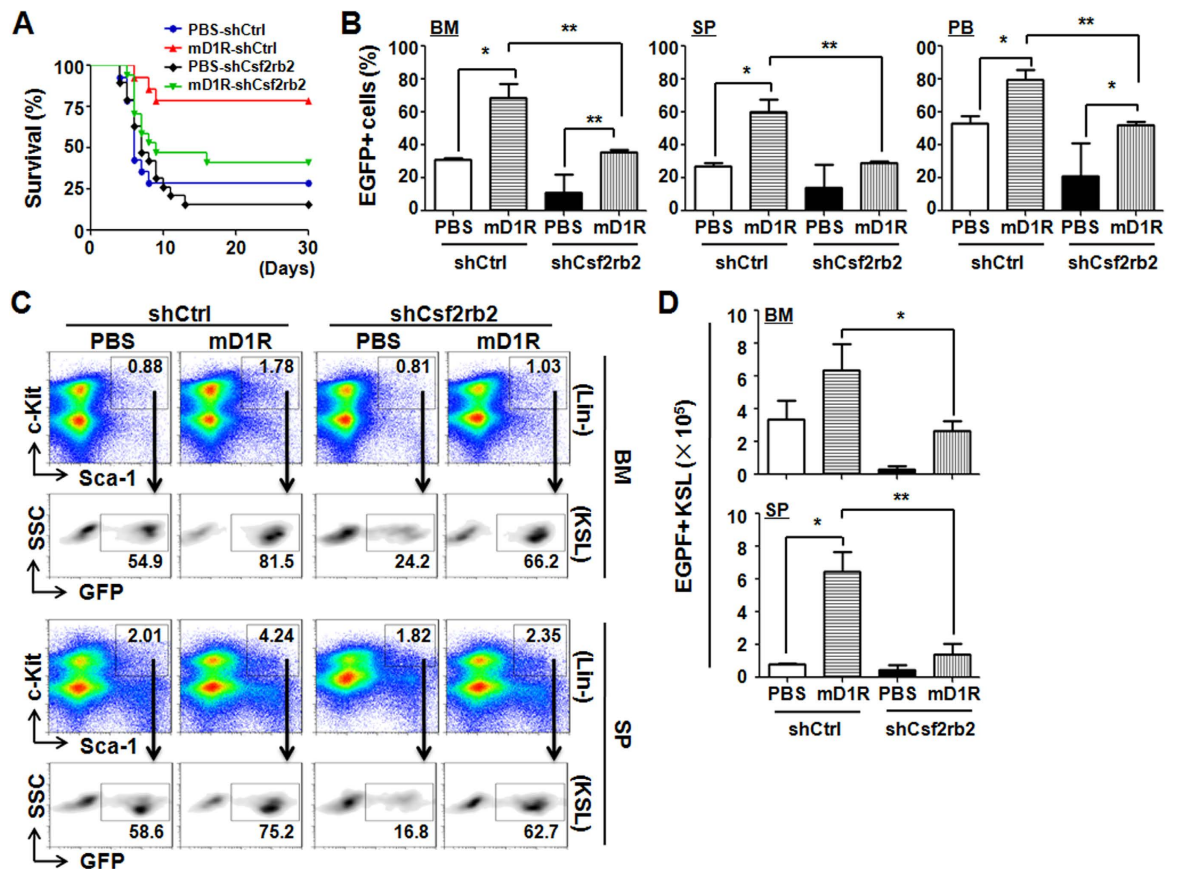 A
PBS-shCtrl
mD1R-shCtrl
PBS-shCsf2rb2
mD1R-shCsf2rb2
Survival (%)
100
75
50
25
0 10 20 30
(Days)
B
EGFP+ cells (%)
BM
100
80
60
40
20
0
* ** **
PBS mD1R PBS mD1R
shCtrl shCsf2rb2
SP
100
80
60
40
20
0
* **
PBS mD1R PBS mD1R
shCtrl shCsf2rb2
PB
00
80
60
40
20
0
* ** *
PBS mD1R PBS mD1R
shCtrl shCsf2rb2
C
shCtrl shCsf2rb2
PBS mD1R PBS mD1R
0.88 1.78 0.81 1.03
c-Kit
Sca-1
(Lin-)
BM
SSC
GFP
54.9 81.5 24.2 66.2
(KSL)
2.01 4.24 1.82 2.35
c-Kit
Sca-1
(Lin-)
SP
SSC
GFP
58.6 75.2 16.8 62.7
(KSL)
D
EGPF+ KSL (× 10⁵)
BM
10
8
6
4
2
0
*
SP
10
8
6
4
2
0
* **
PBS mD1R PBS mD1R
shCtrl shCsf2rb2